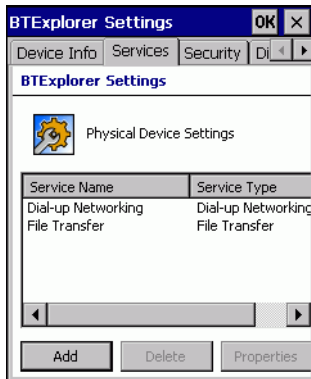 BTExplorer Settings OK
Device Info Services Security Di
BTExplorer Settings
Physical Device Settings
Service Name Service Type
Dial-up Networking Dial-up Networking
File Transfer File Transfer
Add Delete Properties